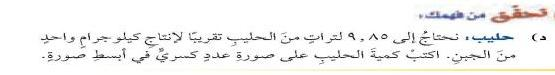 تحقق من فهمك:
د) حليب: نحتاجُ إلى ٩٫٨٥ لتراتٍ منَ الحليبِ تقريبًا لإنتاجِ كيلوجرامٍ واحدٍ
منَ الجبنِ. اكتبْ كميةَ الحليبِ على صورةِ عددٍ كسريٍّ في أبسطِ صورةٍ.